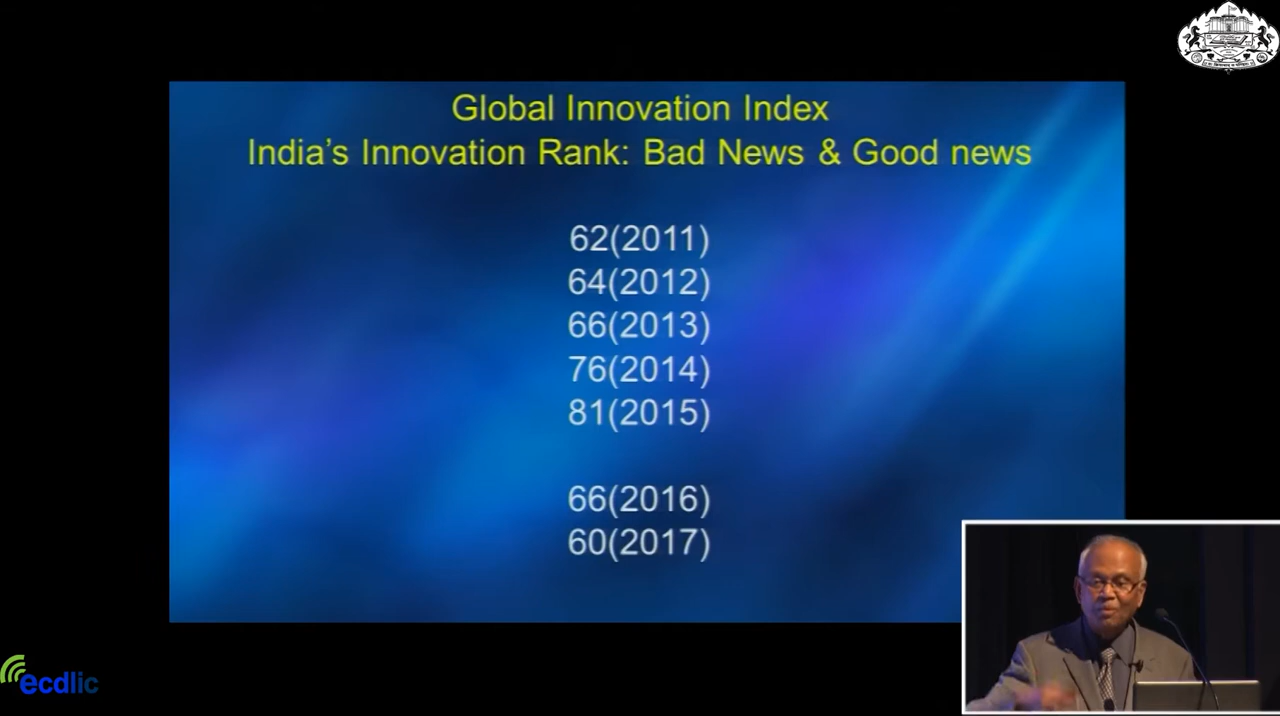 Global Innovation Index
India's Innovation Rank: Bad News & Good news
62(2011)
64(2012)
66(2013)
76(2014)
81(2015)
66(2016)
60(2017)
ecdlic